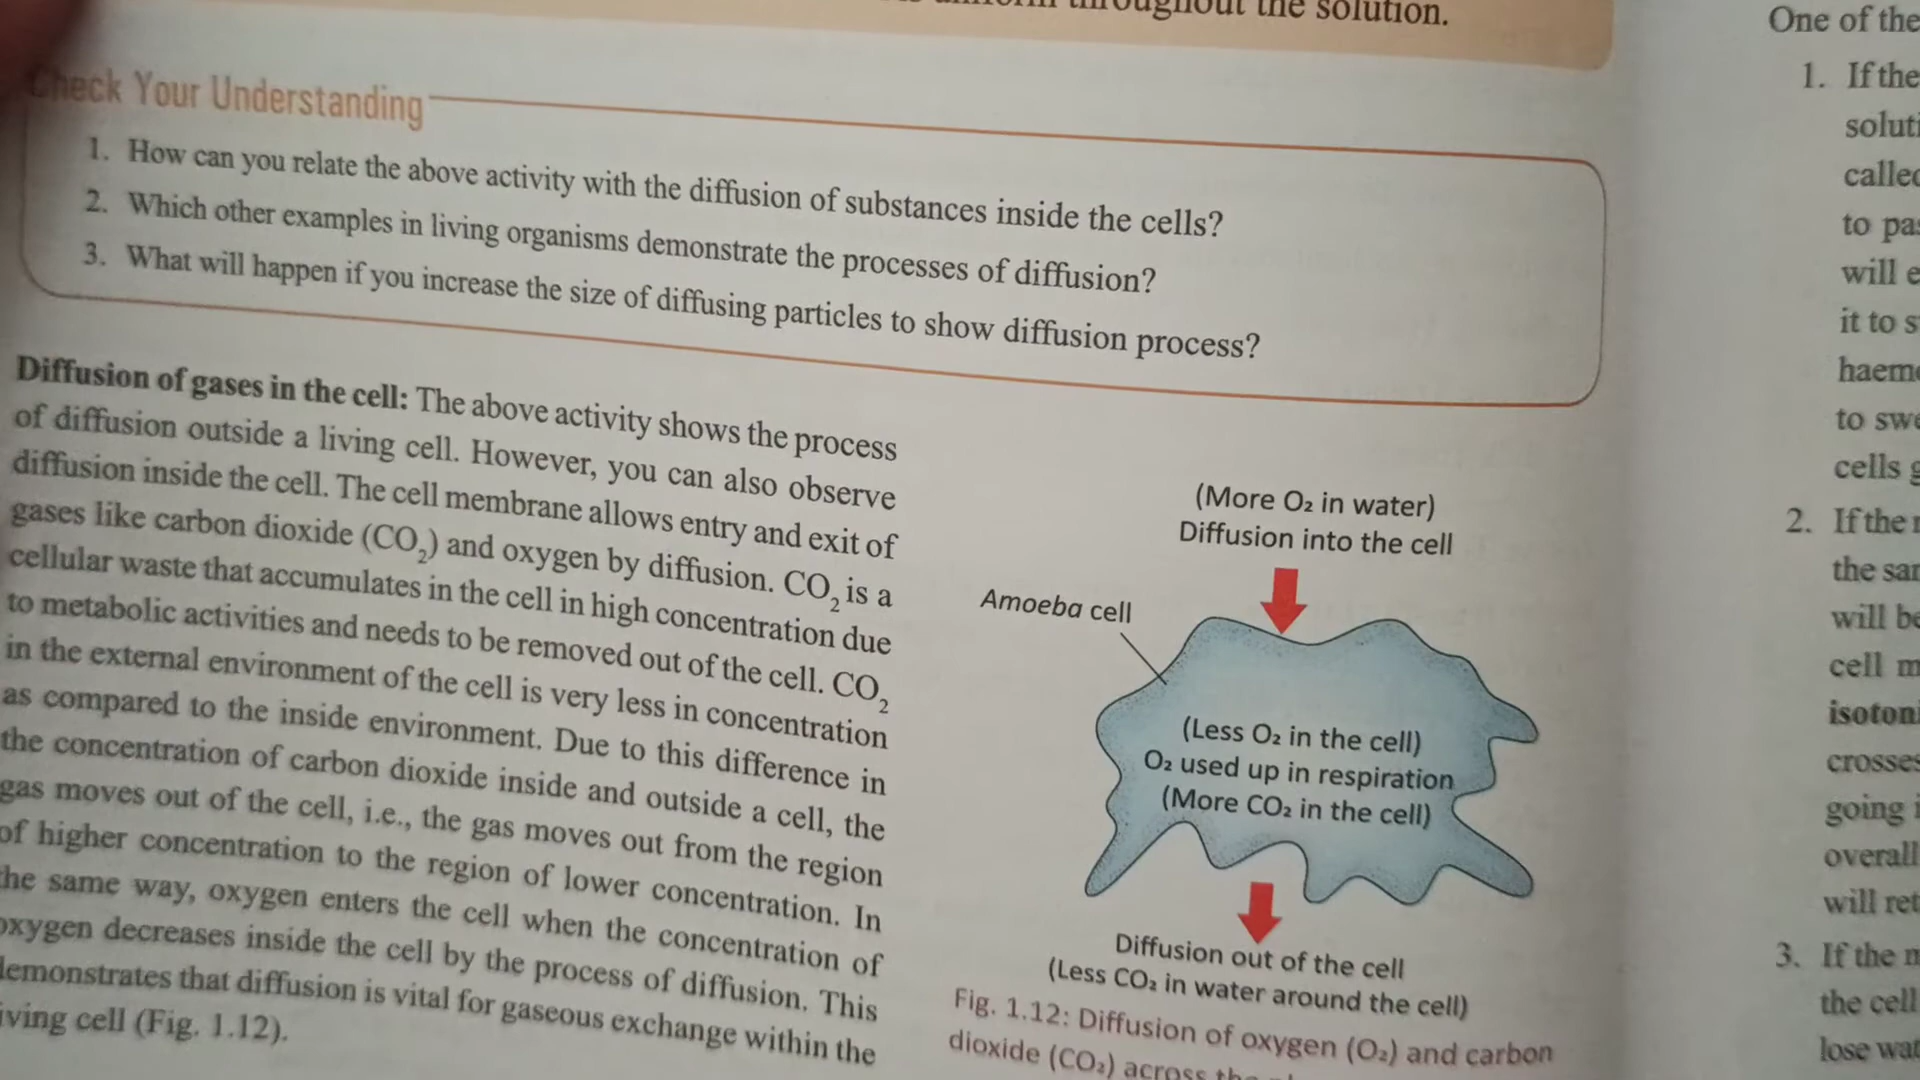 throughout the solution.
Check Your Understanding
1. How can you relate the above activity with the diffusion of substances inside the cells?
2. Which other examples in living organisms demonstrate the processes of diffusion?
3. What will happen if you increase the size of diffusing particles to show diffusion process?
Diffusion of gases in the cell: The above activity shows the process
of diffusion outside a living cell. However, you can also observe
diffusion inside the cell. The cell membrane allows entry and exit of
gases like carbon dioxide (CO₂) and oxygen by diffusion. CO₂ is a
cellular waste that accumulates in the cell in high concentration due
to metabolic activities and needs to be removed out of the cell. CO₂
in the external environment of the cell is very less in concentration
as compared to the inside environment. Due to this difference in
the concentration of carbon dioxide inside and outside a cell, the
gas moves out of the cell, i.e., the gas moves out from the region
of higher concentration to the region of lower concentration. In
the same way, oxygen enters the cell when the concentration of
oxygen decreases inside the cell by the process of diffusion. This
demonstrates that diffusion is vital for gaseous exchange within the
living cell (Fig. 1.12).
(More O₂ in water)
Diffusion into the cell
Amoeba cell
(Less O₂ in the cell)
O₂ used up in respiration
(More CO₂ in the cell)
Diffusion out of the cell
(Less CO₂ in water around the cell)
Fig. 1.12: Diffusion of oxygen (O₂) and carbon
dioxide (CO₂) across the
One of the
1. If the
called
to
will
it to
to
cells
2. If the
the
will
cell
crosses
going
overall
will
3. If the
the cell
lose